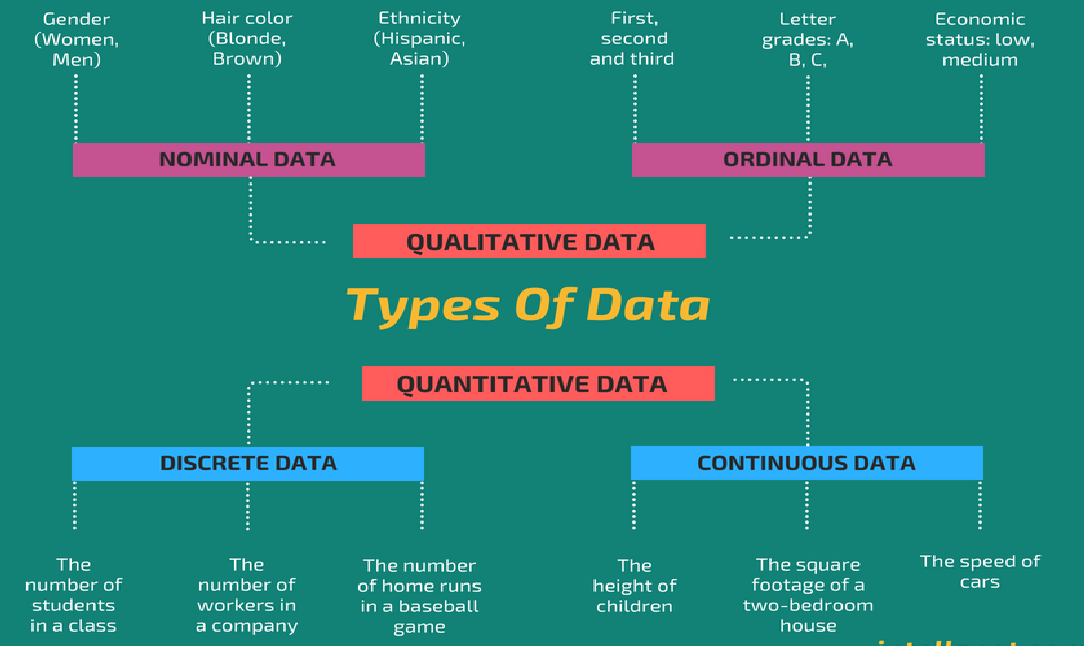 Gender
(Women,
Men)
Hair color
(Blonde,
Brown)
Ethnicity
(Hispanic,
Asian)
First,
second
and third
Letter
grades: A,
B, C,
Economic
status: low,
medium
NOMINAL DATA
ORDINAL DATA
QUALITATIVE DATA
Types Of Data
QUANTITATIVE DATA
DISCRETE DATA
CONTINUOUS DATA
The
number of
students
in a class
The
number of
workers in
a company
The number
of home runs
in a baseball
game
The
height of
children
The square
footage of a
two-bedroom
house
The speed of
cars